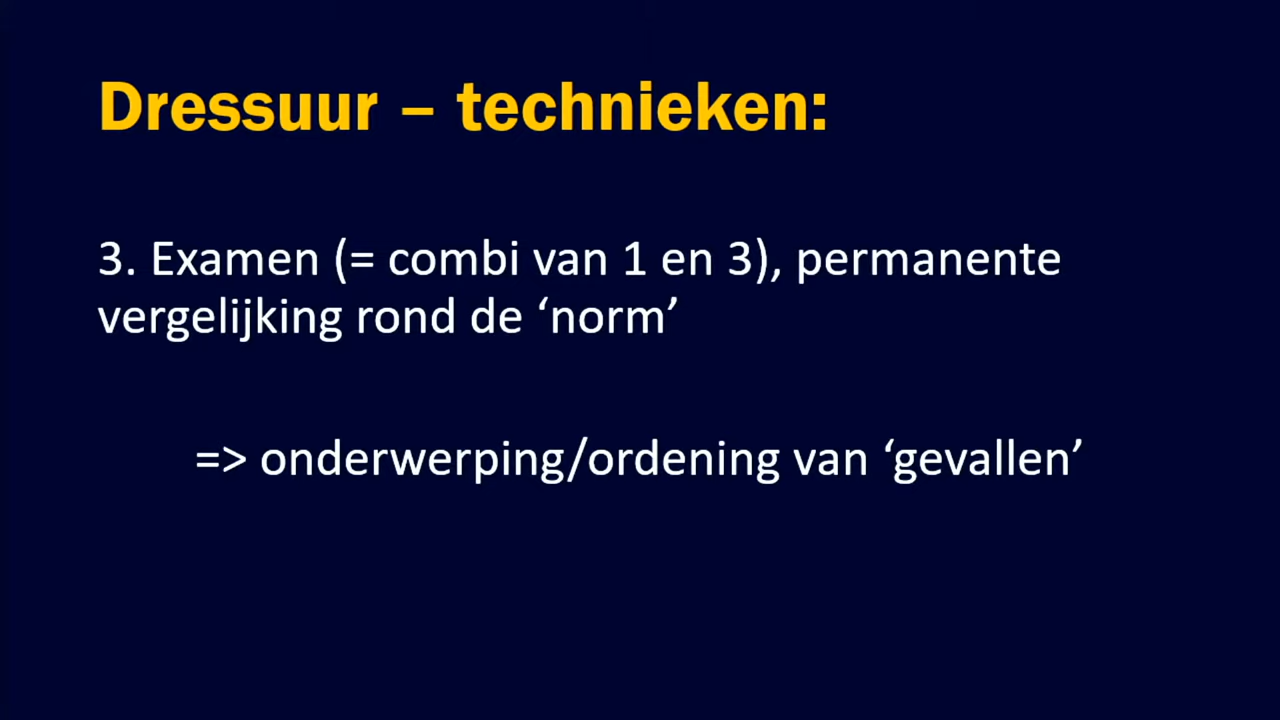 Dressuur – technieken:
3. Examen (= combi van 1 en 3), permanente
vergelijking rond de ‘norm’
=> onderwerping/ordening van ‘gevallen’